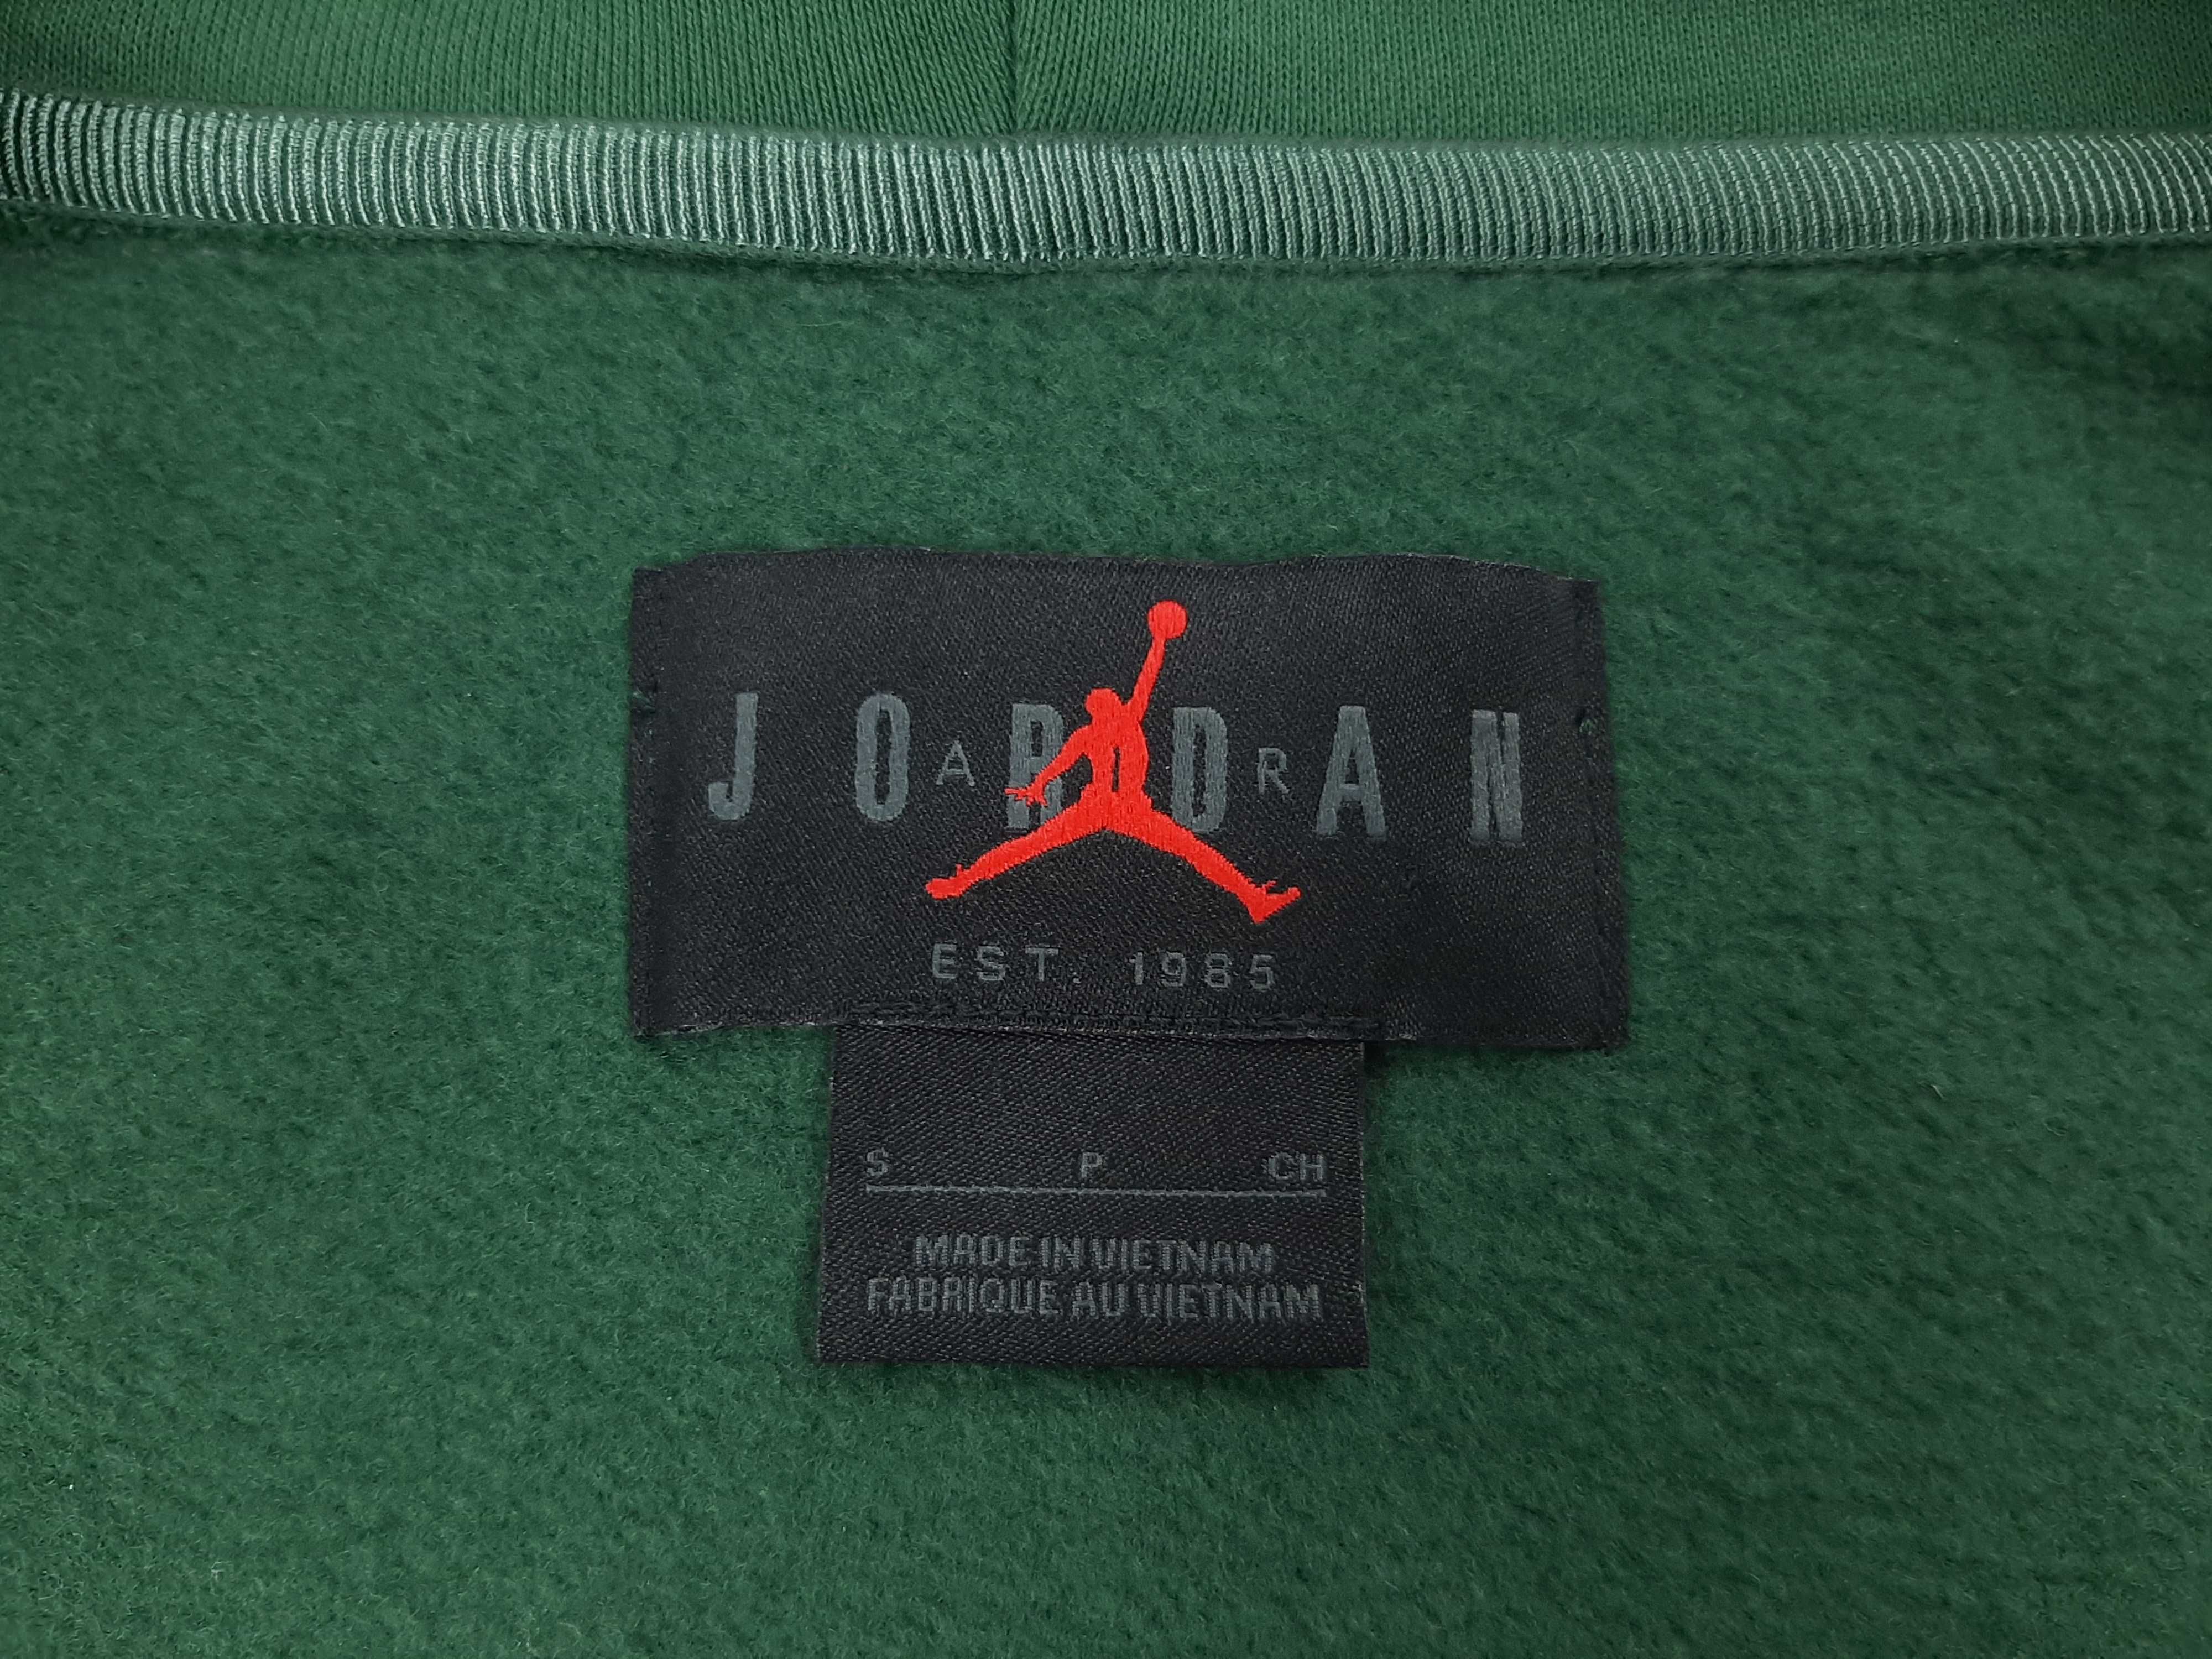 JORDAN
AIR
EST. 1985
S P CH
MADE IN VIETNAM
FABRIQUE AU VIETNAM